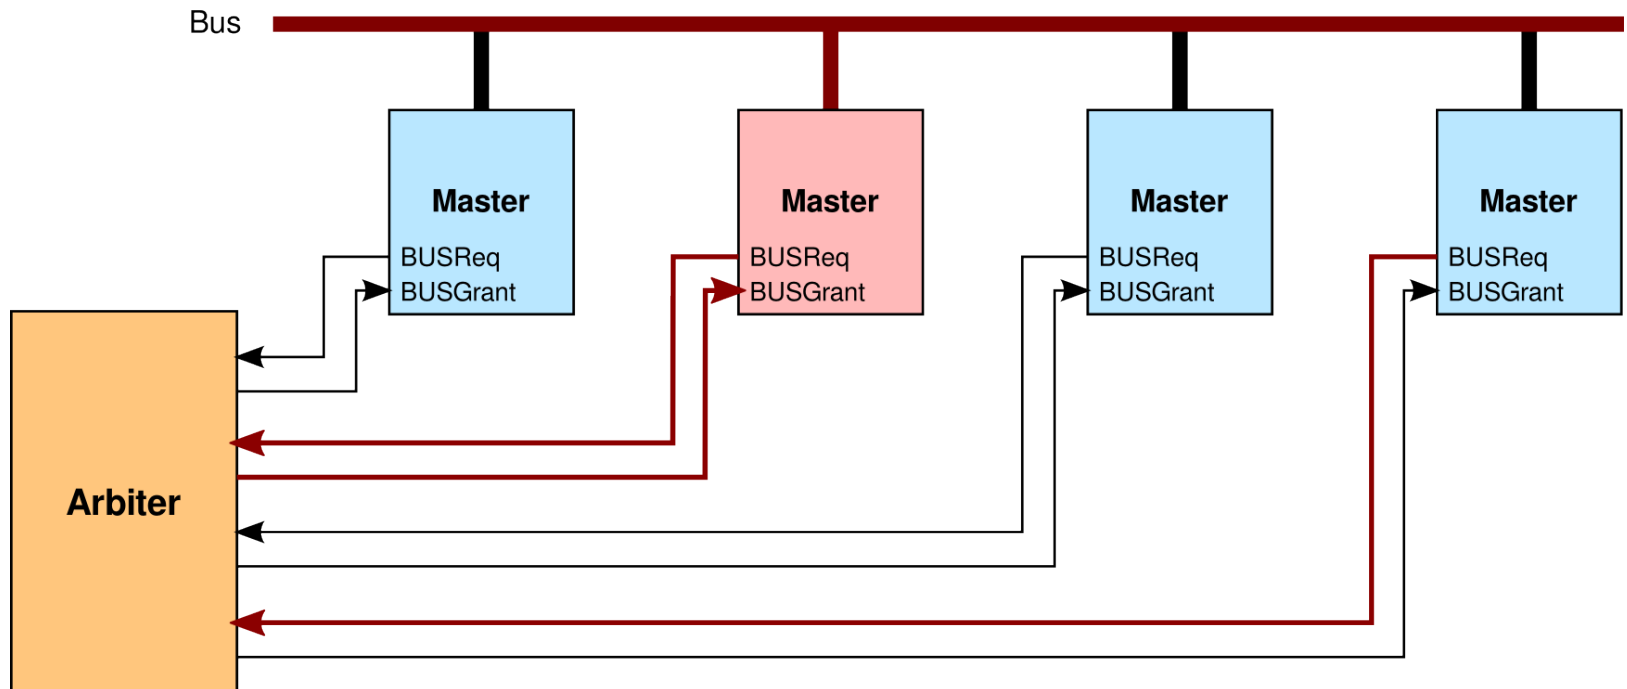 Bus
Master
BUSReq
BUSGrant
Master
BUSReq
BUSGrant
Master
BUSReq
BUSGrant
Master
BUSReq
BUSGrant
Arbiter